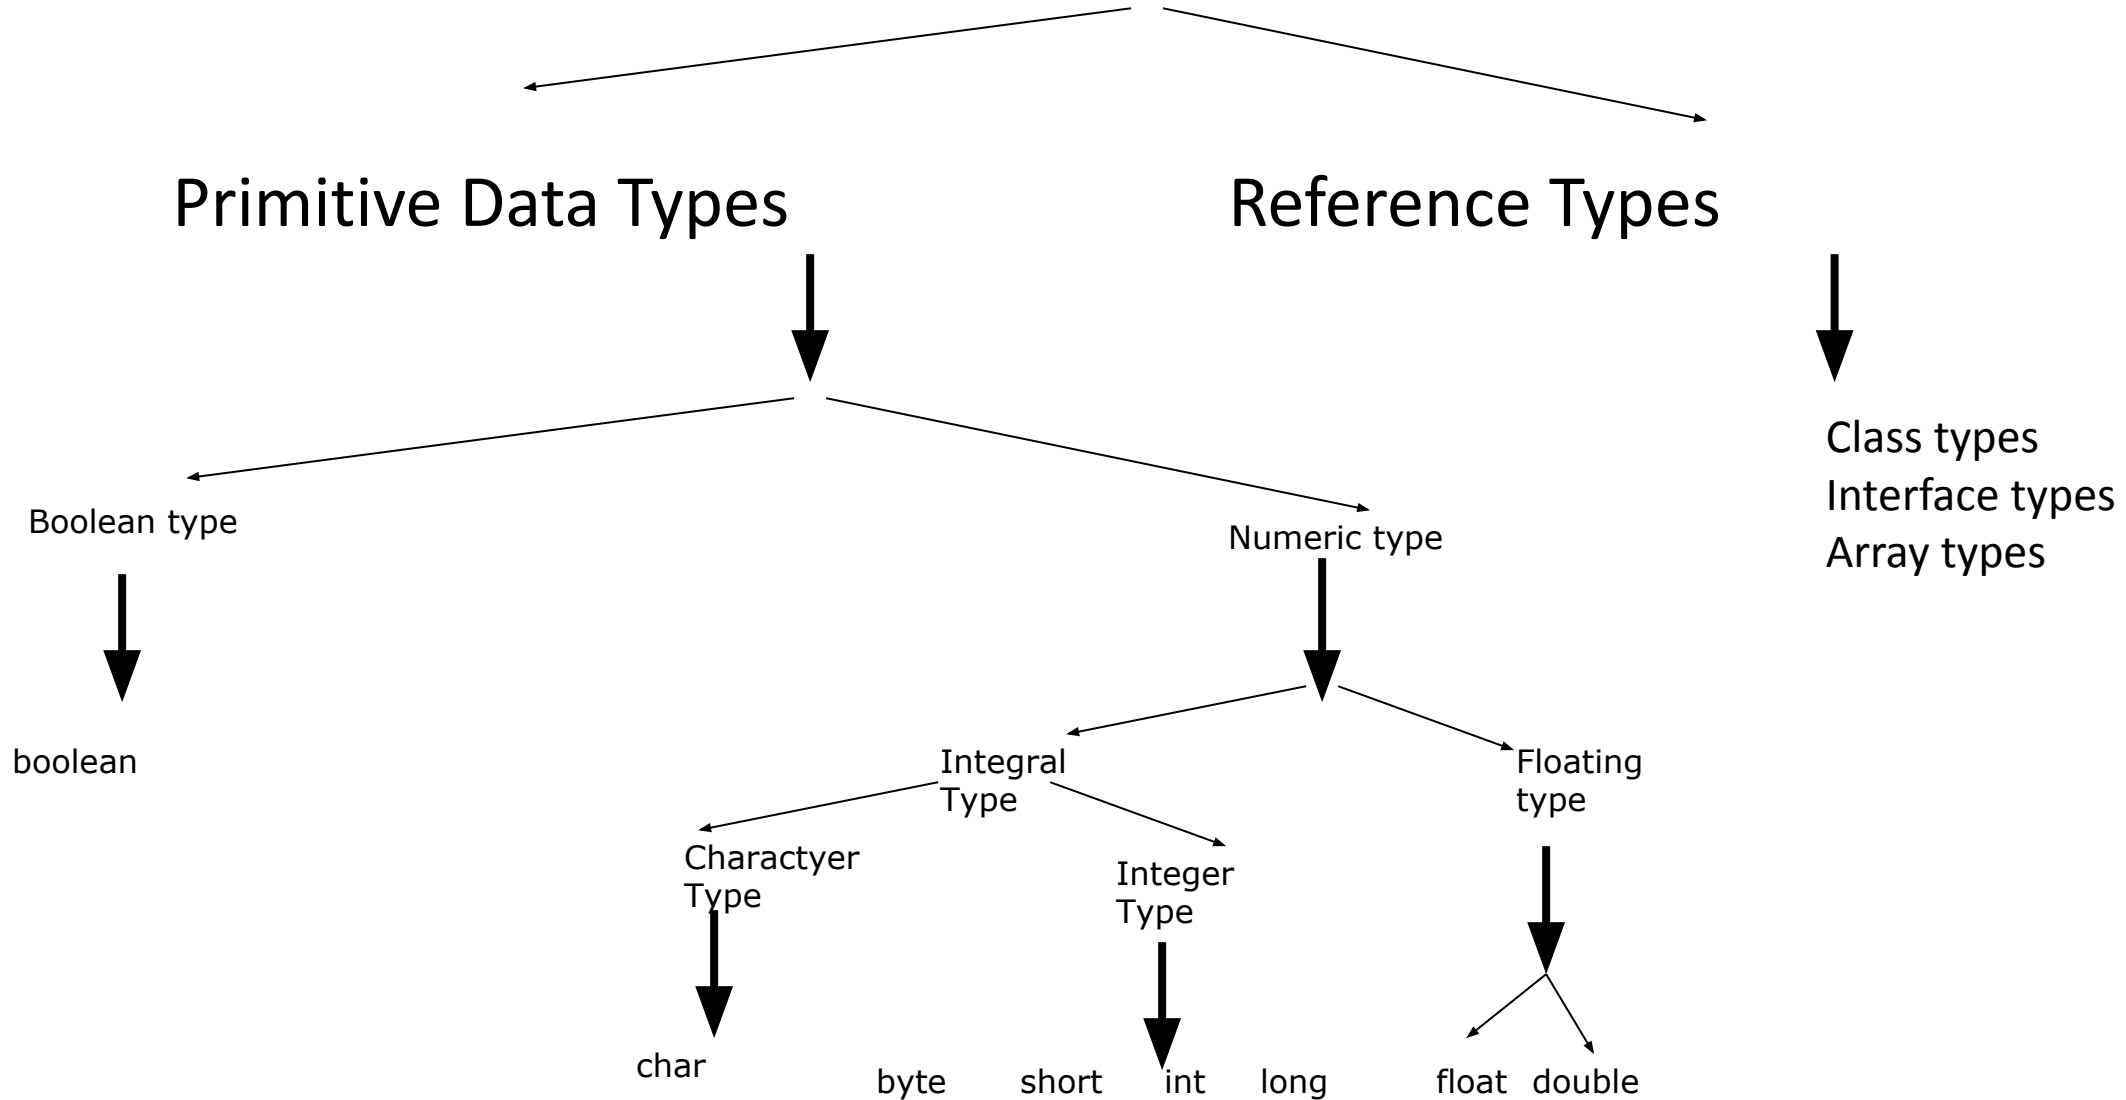 Primitive Data Types
Reference Types
Class types
Interface types
Array types
Boolean type
Numeric type
boolean
Integral
Type
Floating
type
Charactyer
Type
Integer
Type
char
byte short int long float double